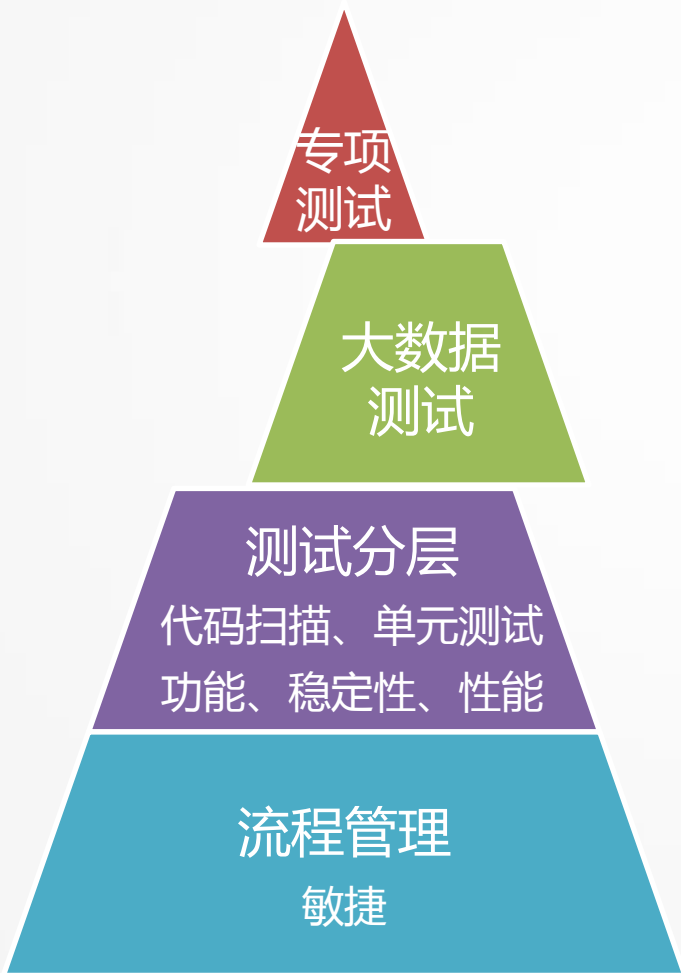 专项
测试
大数据
测试
测试分层
代码扫描、单元测试
功能、稳定性、性能
流程管理
敏捷